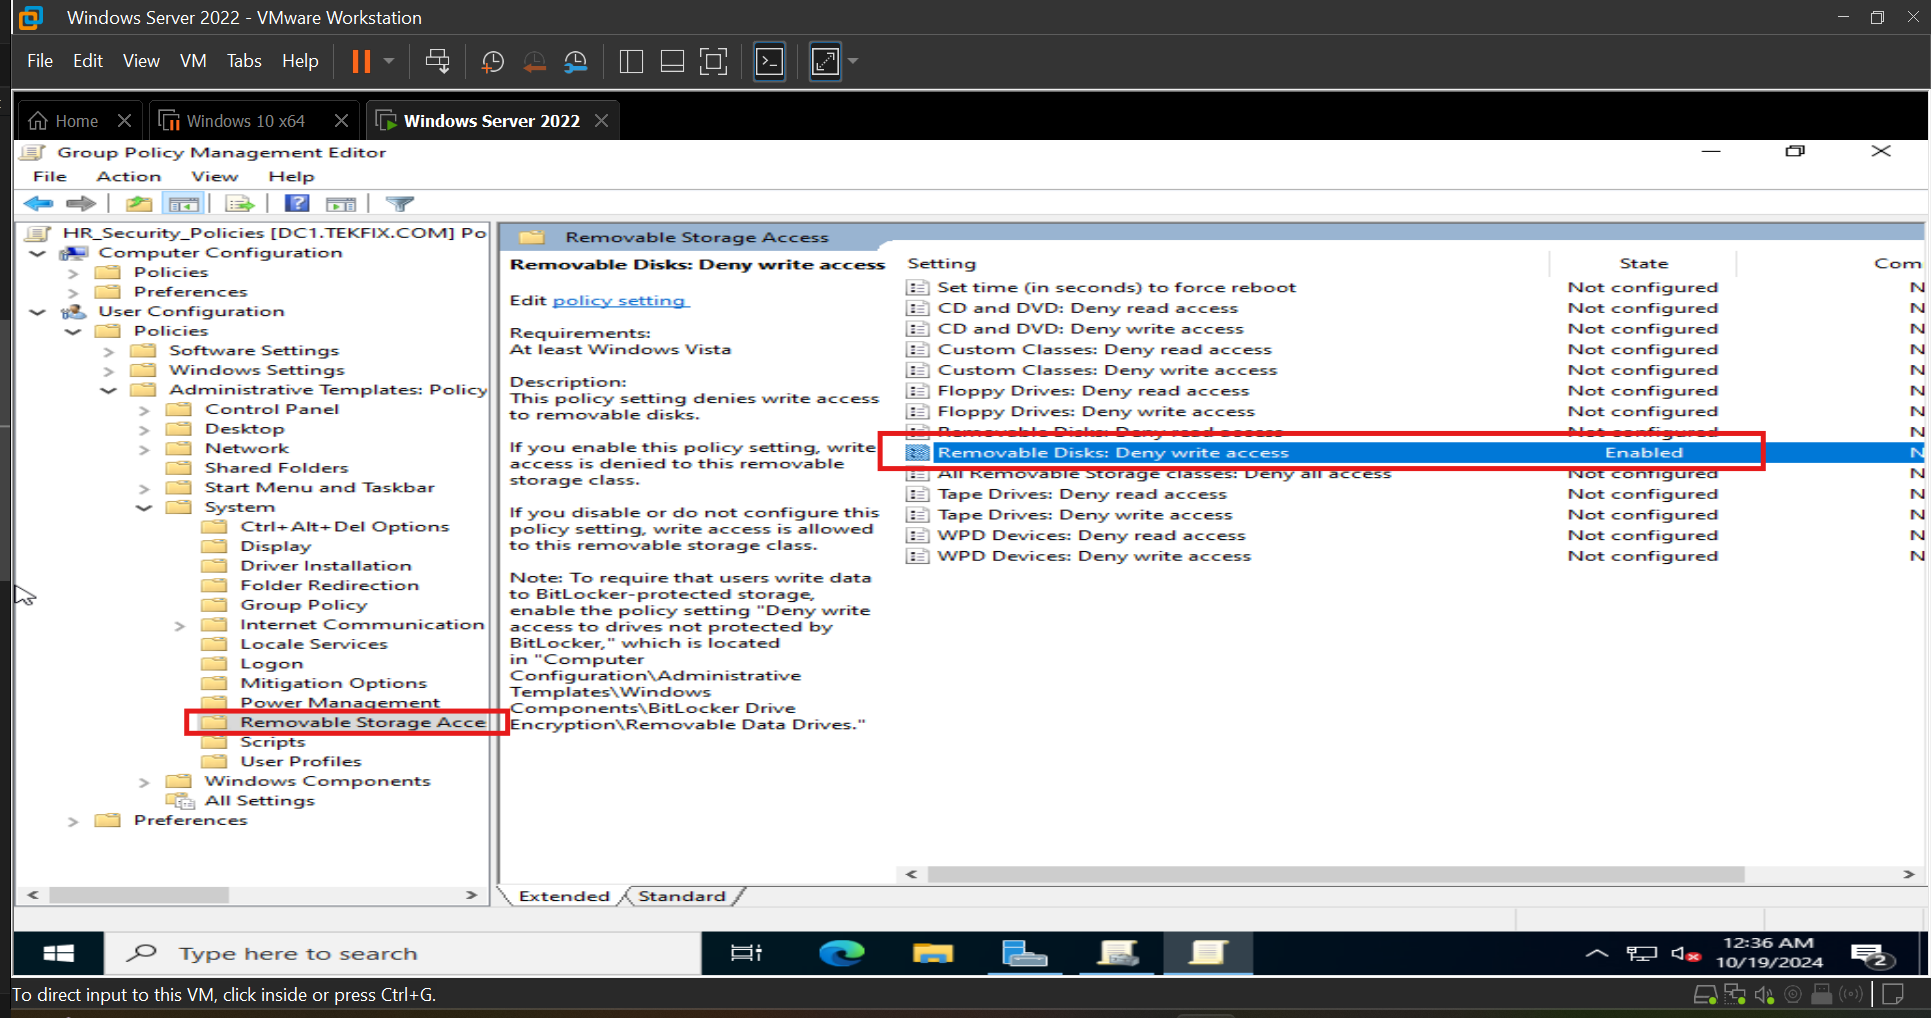 Windows Server 2022 - VMware Workstation
File Edit View VM Tabs Help
Home
Windows 10 x64
Windows Server 2022
Group Policy Management Editor
File Action View Help
HR_Security_Policies [DC1.TEKFIX.COM] Po
Computer Configuration
Policies
Preferences
User Configuration
Policies
Software Settings
Windows Settings
Administrative Templates: Policy
Control Panel
Desktop
Network
Shared Folders
Start Menu and Taskbar
System
Ctrl+Alt+Del Options
Display
Driver Installation
Folder Redirection
Group Policy
Internet Communication
Locale Services
Logon
Mitigation Options
Power Management
Removable Storage Acce
Scripts
User Profiles
Windows Components
All Settings
Preferences
Removable Storage Access
Removable Disks: Deny write access
Edit policy setting
Requirements:
At least Windows Vista
Description:
This policy setting denies write access
to removable disks.
If you enable this policy setting, write
access is denied to this removable
storage class.
If you disable or do not configure this
policy setting, write access is allowed
to this removable storage class.
Note: To require that users write data
to BitLocker-protected storage,
enable the policy setting "Deny write
access to drives not protected by
BitLocker," which is located
in "Computer
Configuration\Administrative
Templates\Windows
Components\BitLocker Drive
Encryption\Removable Data Drives."
Setting State Com
Set time (in seconds) to force reboot Not configured N
CD and DVD: Deny read access Not configured N
CD and DVD: Deny write access Not configured N
Custom Classes: Deny read access Not configured N
Custom Classes: Deny write access Not configured N
Floppy Drives: Deny read access Not configured N
Floppy Drives: Deny write access Not configured N
Removable Disks: Deny read access Not configured N
Removable Disks: Deny write access Enabled N
All Removable Storage classes: Deny all access Not configured N
Tape Drives: Deny read access Not configured N
Tape Drives: Deny write access Not configured N
WPD Devices: Deny read access Not configured N
WPD Devices: Deny write access Not configured N
Extended Standard
Type here to search
12:36 AM
10/19/2024
2
To direct input to this VM, click inside or press Ctrl+G.